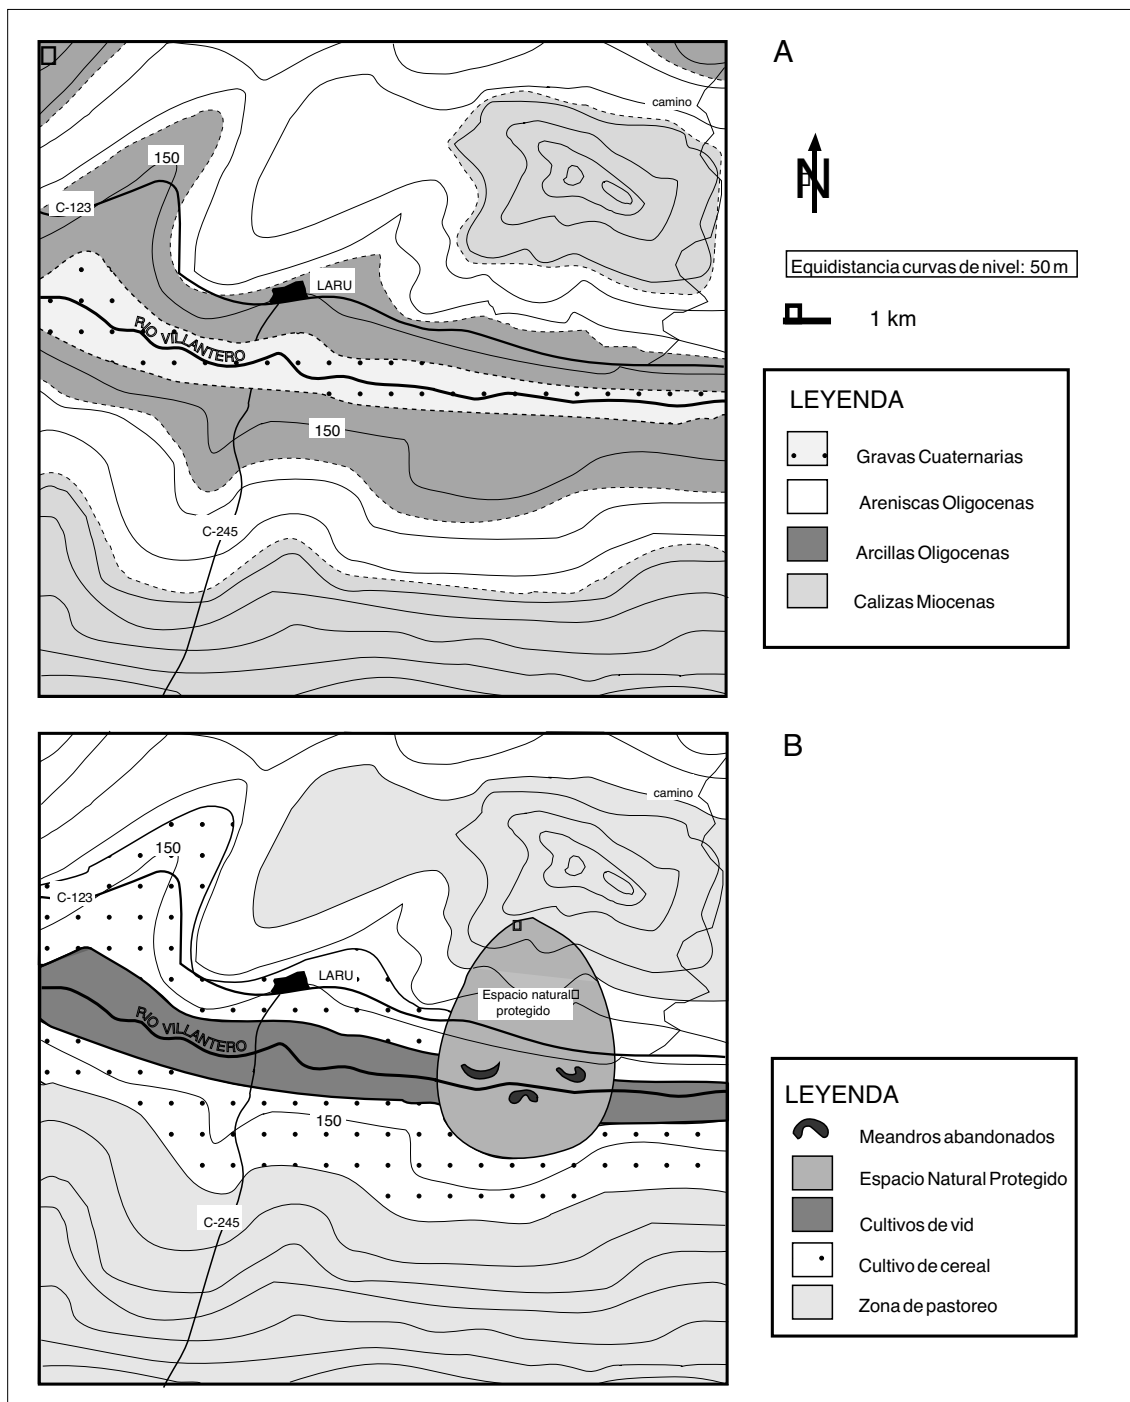 A
camino
150
N
C-123
Equidistancia curvas de nivel: 50 m
LARU
1 km
RÍO VILLANTERO
LEYENDA
150
Gravas Cuaternarias
Areniscas Oligocenas
C-245
Arcillas Oligocenas
Calizas Miocenas
B
camino
150
C-123
LARU
Espacio natural
protegido
RÍO VILLANTERO
LEYENDA
150
Meandros abandonados
Espacio Natural Protegido
C-245
Cultivos de vid
Cultivo de cereal
Zona de pastoreo